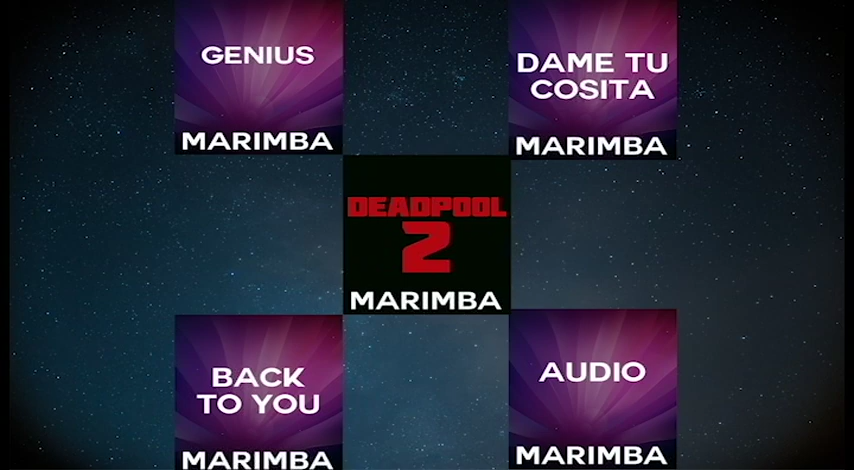 GENIUS
MARIMBA
DAME TU
COSITA
MARIMBA
DEADPOOL
2
MARIMBA
BACK
TO YOU
MARIMBA
AUDIO
MARIMBA